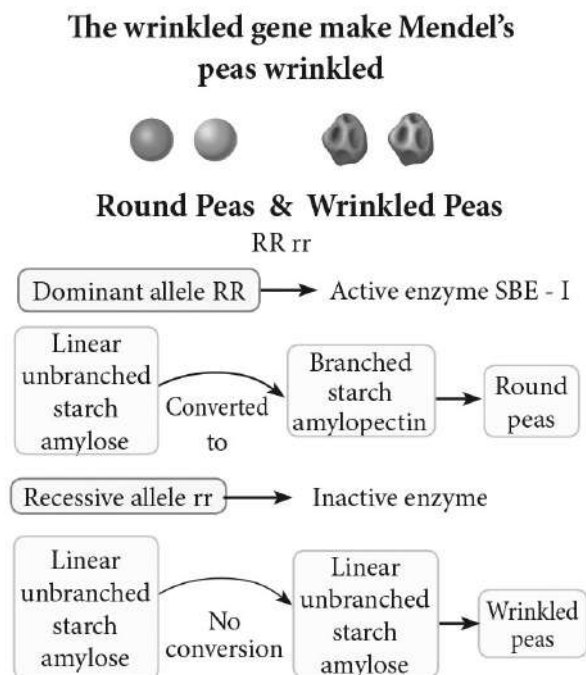 The wrinkled gene make Mendel's
peas wrinkled
Round Peas & Wrinkled Peas
RR rr
Dominant allele RR
Active enzyme SBE - I
Linear
unbranched
starch
amylose
Converted
to
Branched
starch
amylopectin
Round
peas
Recessive allele rr
Inactive enzyme
Linear
unbranched
starch
amylose
No
conversion
Linear
unbranched
starch
amylose
Wrinkled
peas